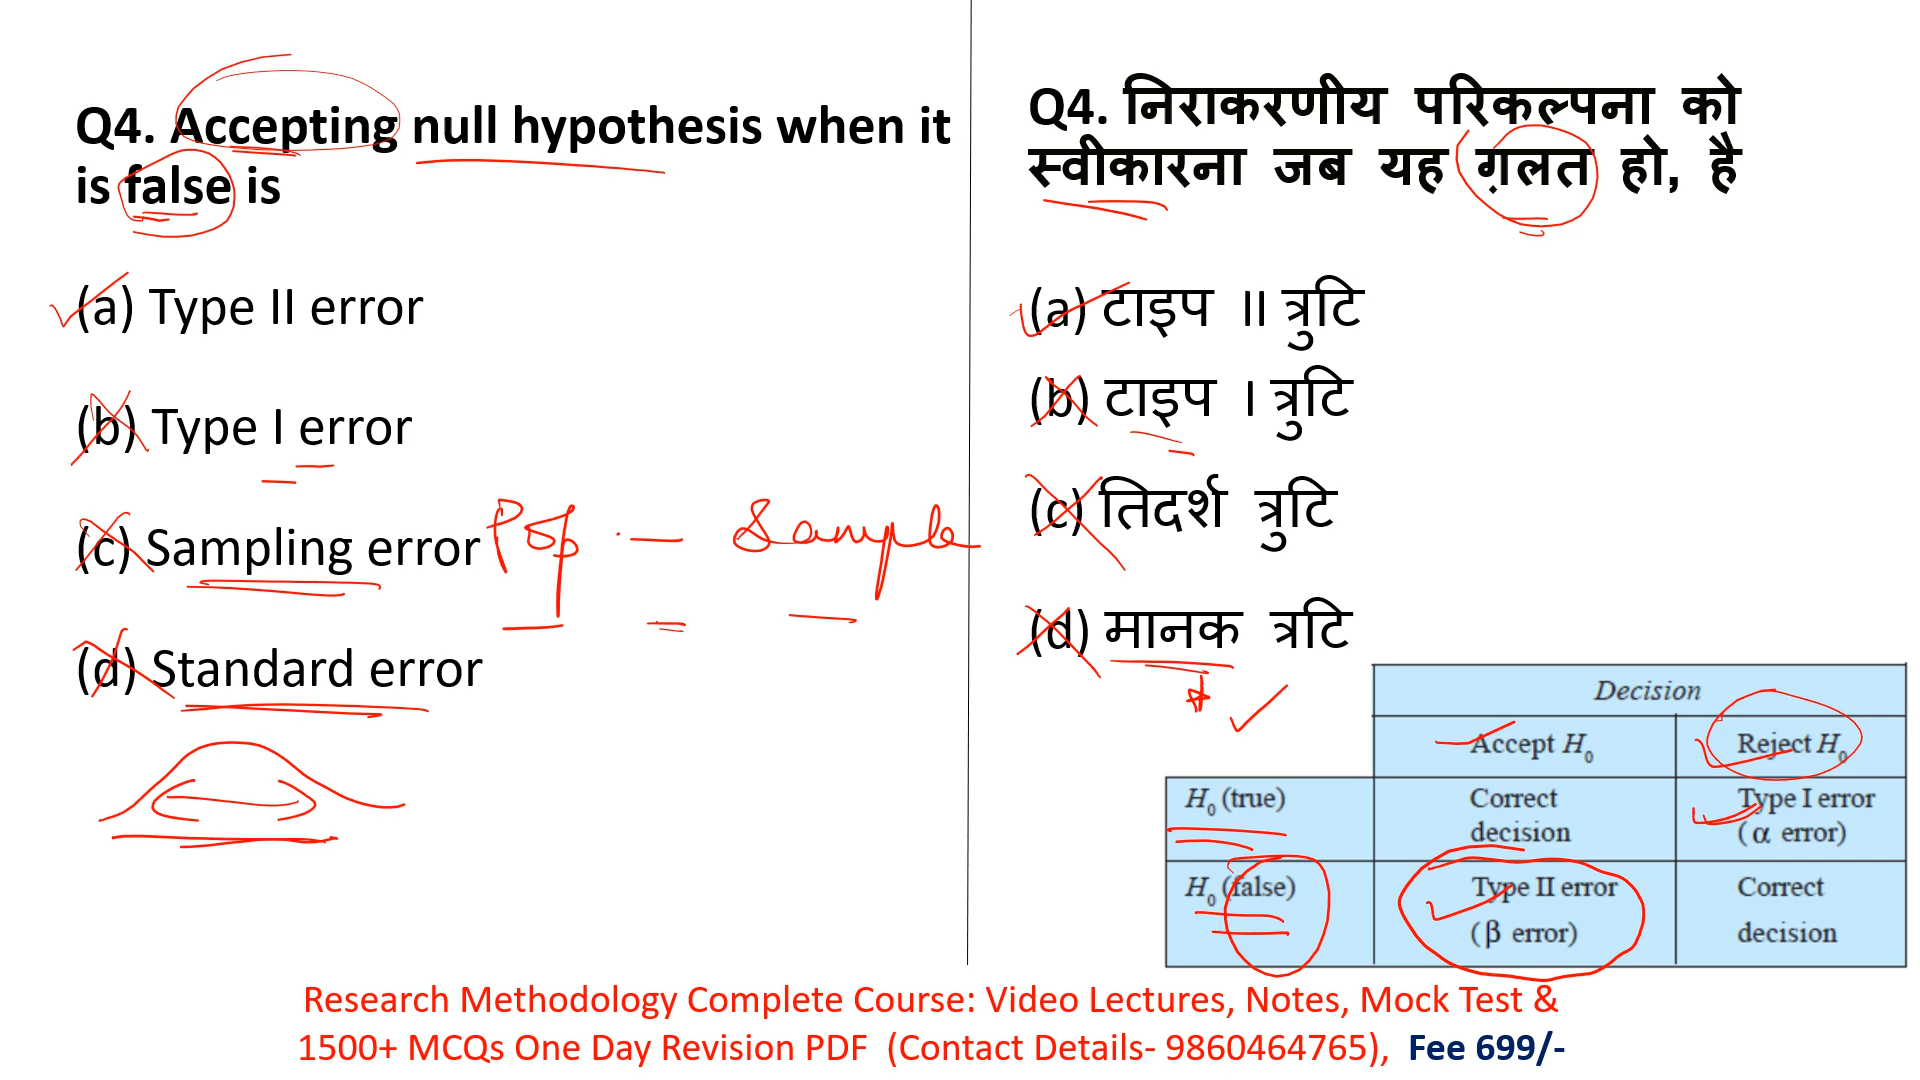 Q4. Accepting null hypothesis when it
is false is
(a) Type II error
(b) Type I error
(c) Sampling error
Pop - Sample
(d) Standard error
Q4. निराकरणीय परिकल्पना को
स्वीकारना जब यह ग़लत हो, है
(a) टाइप II त्रुटि
(b) टाइप I त्रुटि
(c) तिदर्श त्रुटि
(d) मानक त्रटि
Decision
Accept H0 Reject H0
H0 (true) Correct decision Type I error (α error)
H0 (false) Type II error (β error) Correct decision
Research Methodology Complete Course: Video Lectures, Notes, Mock Test &
1500+ MCQs One Day Revision PDF (Contact Details- 9860464765), Fee 699/-